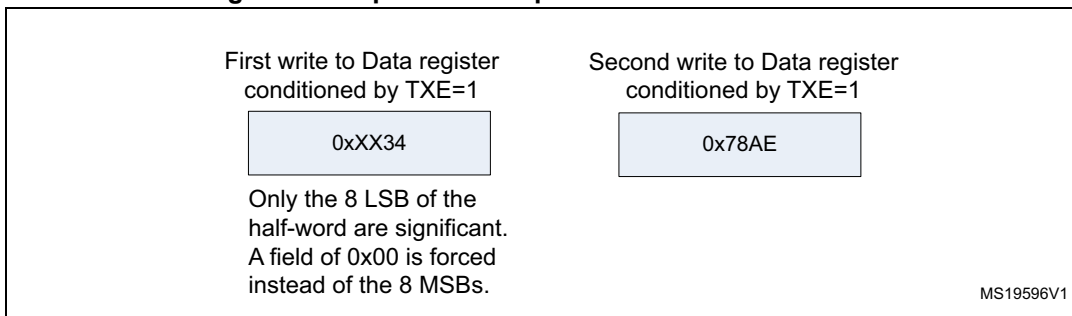 First write to Data register
conditioned by TXE=1
0xXX34
Only the 8 LSB of the
half-word are significant.
A field of 0x00 is forced
instead of the 8 MSBs.
Second write to Data register
conditioned by TXE=1
0x78AE
MS19596V1